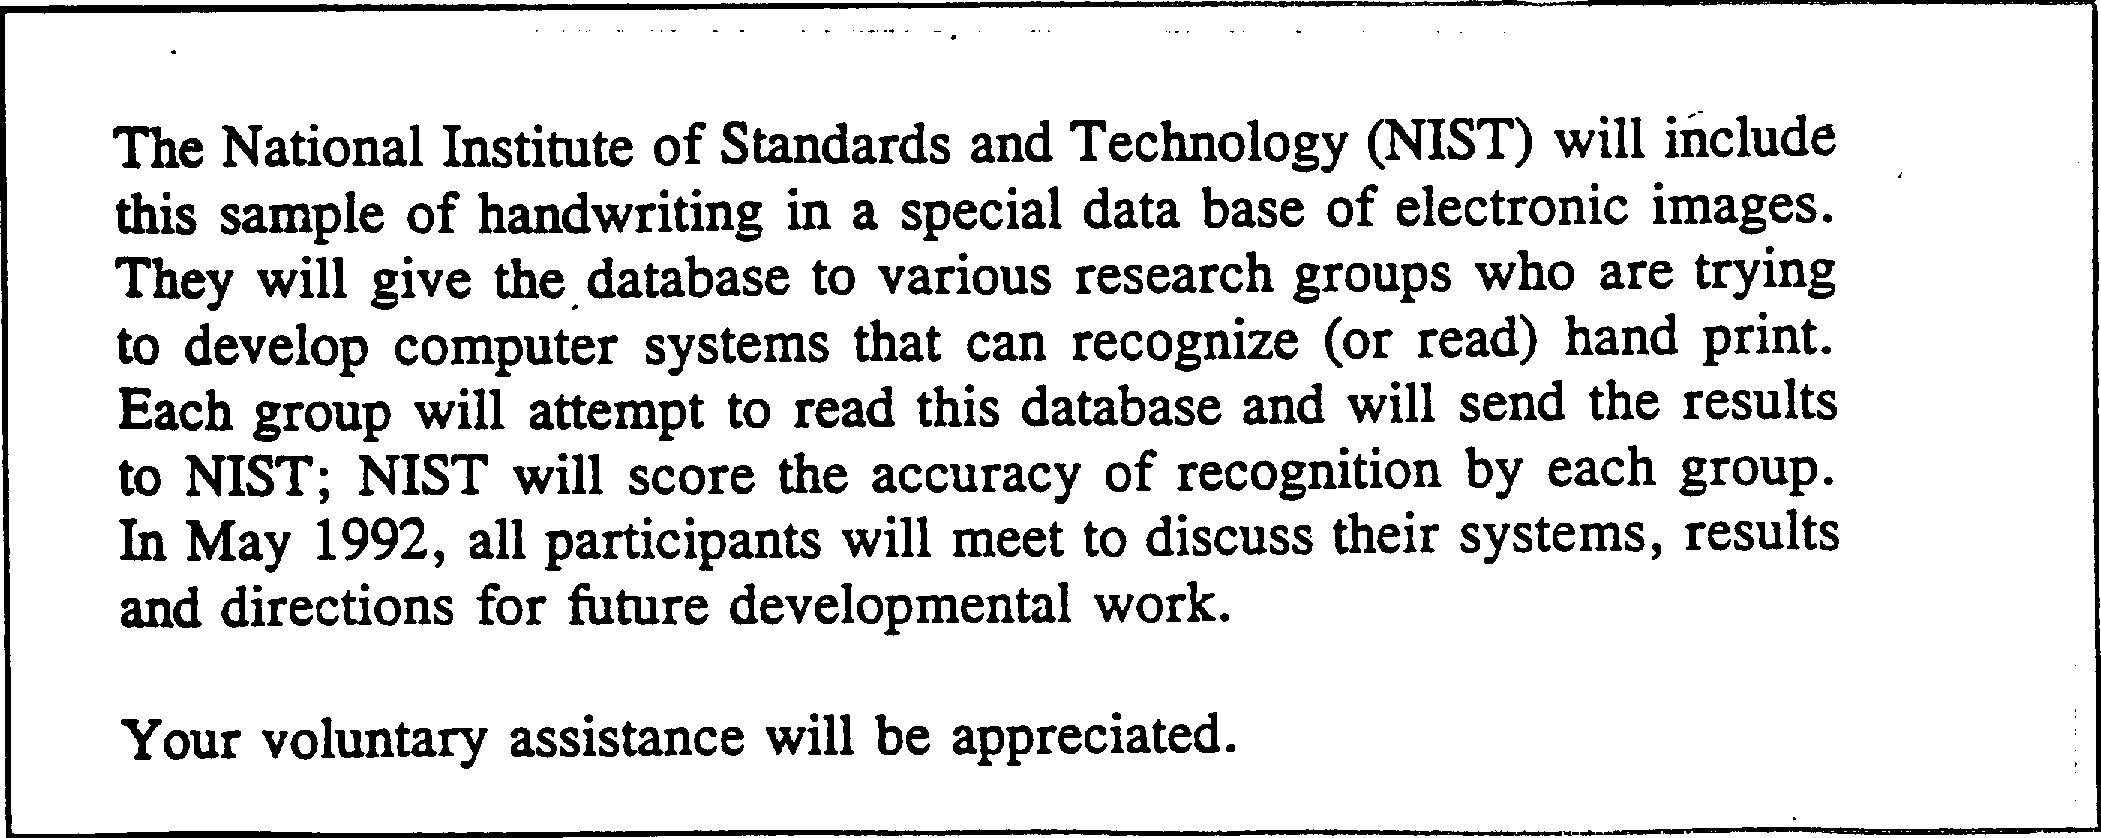 The National Institute of Standards and Technology (NIST) will include
this sample of handwriting in a special data base of electronic images.
They will give the database to various research groups who are trying
to develop computer systems that can recognize (or read) hand print.
Each group will attempt to read this database and will send the results
to NIST; NIST will score the accuracy of recognition by each group.
In May 1992, all participants will meet to discuss their systems, results
and directions for future developmental work.
Your voluntary assistance will be appreciated.